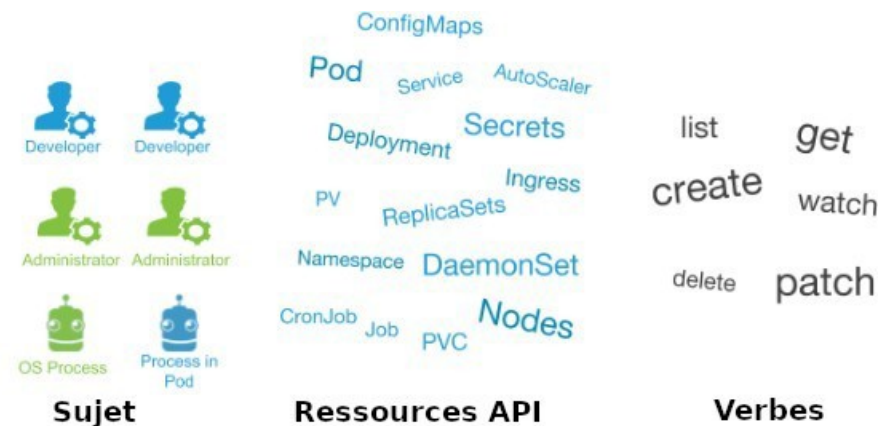 ConfigMaps
Pod
Service
AutoScaler
Developer
Developer
Deployment
Secrets
list
get
PV
ReplicaSets
Ingress
create
watch
Administrator
Administrator
Namespace
DaemonSet
delete
patch
CronJob
Job
PVC
Nodes
OS Process
Process in
Pod
Sujet
Ressources API
Verbes